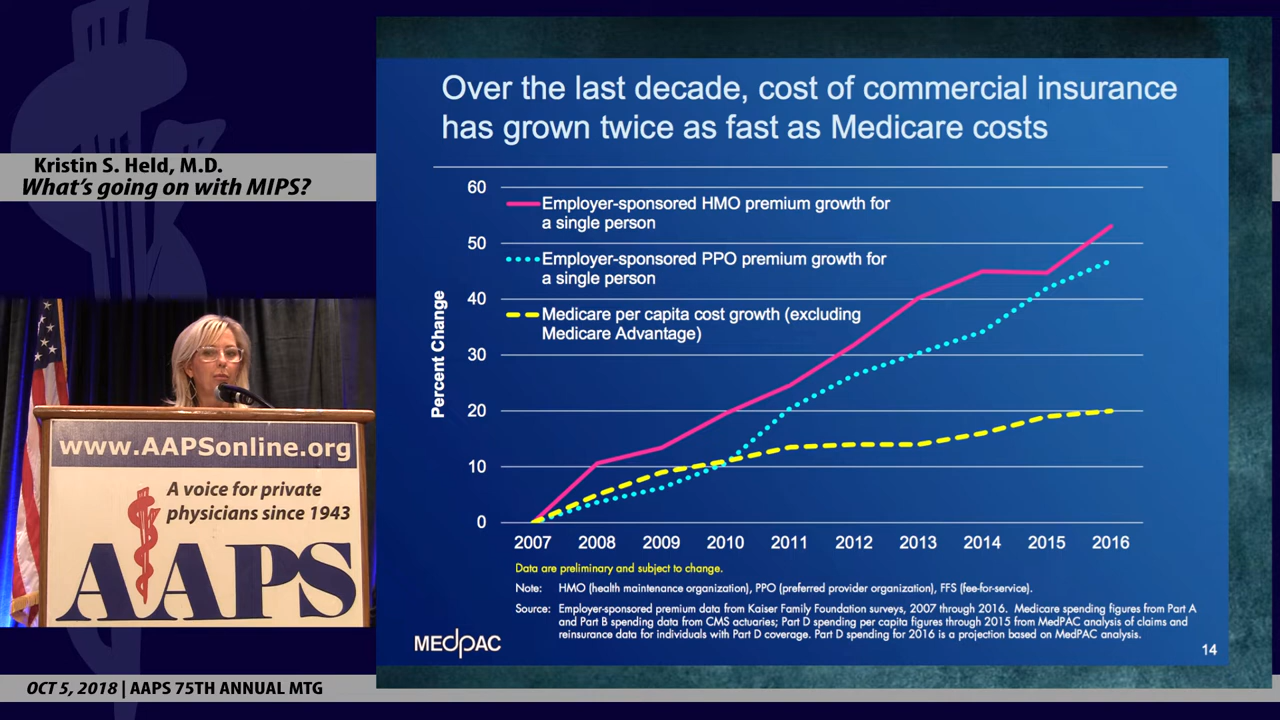 Kristin S. Held, M.D.
What's going on with MIPS?
www.AAPSonline.org
A voice for private
physicians since 1943
AAPS
OCT 5, 2018 | AAPS 75TH ANNUAL MTG
Over the last decade, cost of commercial insurance
has grown twice as fast as Medicare costs
Percent Change
60
50
40
30
20
10
0
Employer-sponsored HMO premium growth for
a single person
Employer-sponsored PPO premium growth for
a single person
Medicare per capita cost growth (excluding
Medicare Advantage)
2007 2008 2009 2010 2011 2012 2013 2014 2015 2016
Data are preliminary and subject to change.
Note: HMO (health maintenance organization), PPO (preferred provider organization), FFS (fee-for-service).
Source: Employer-sponsored premium data from Kaiser Family Foundation surveys, 2007 through 2016. Medicare spending figures from Part A
and Part B spending data from CMS actuaries; Part D spending per capita figures through 2015 from MedPAC analysis of claims and
reinsurance data for individuals with Part D coverage. Part D spending for 2016 is a projection based on MedPAC analysis.
MEDPAC
14